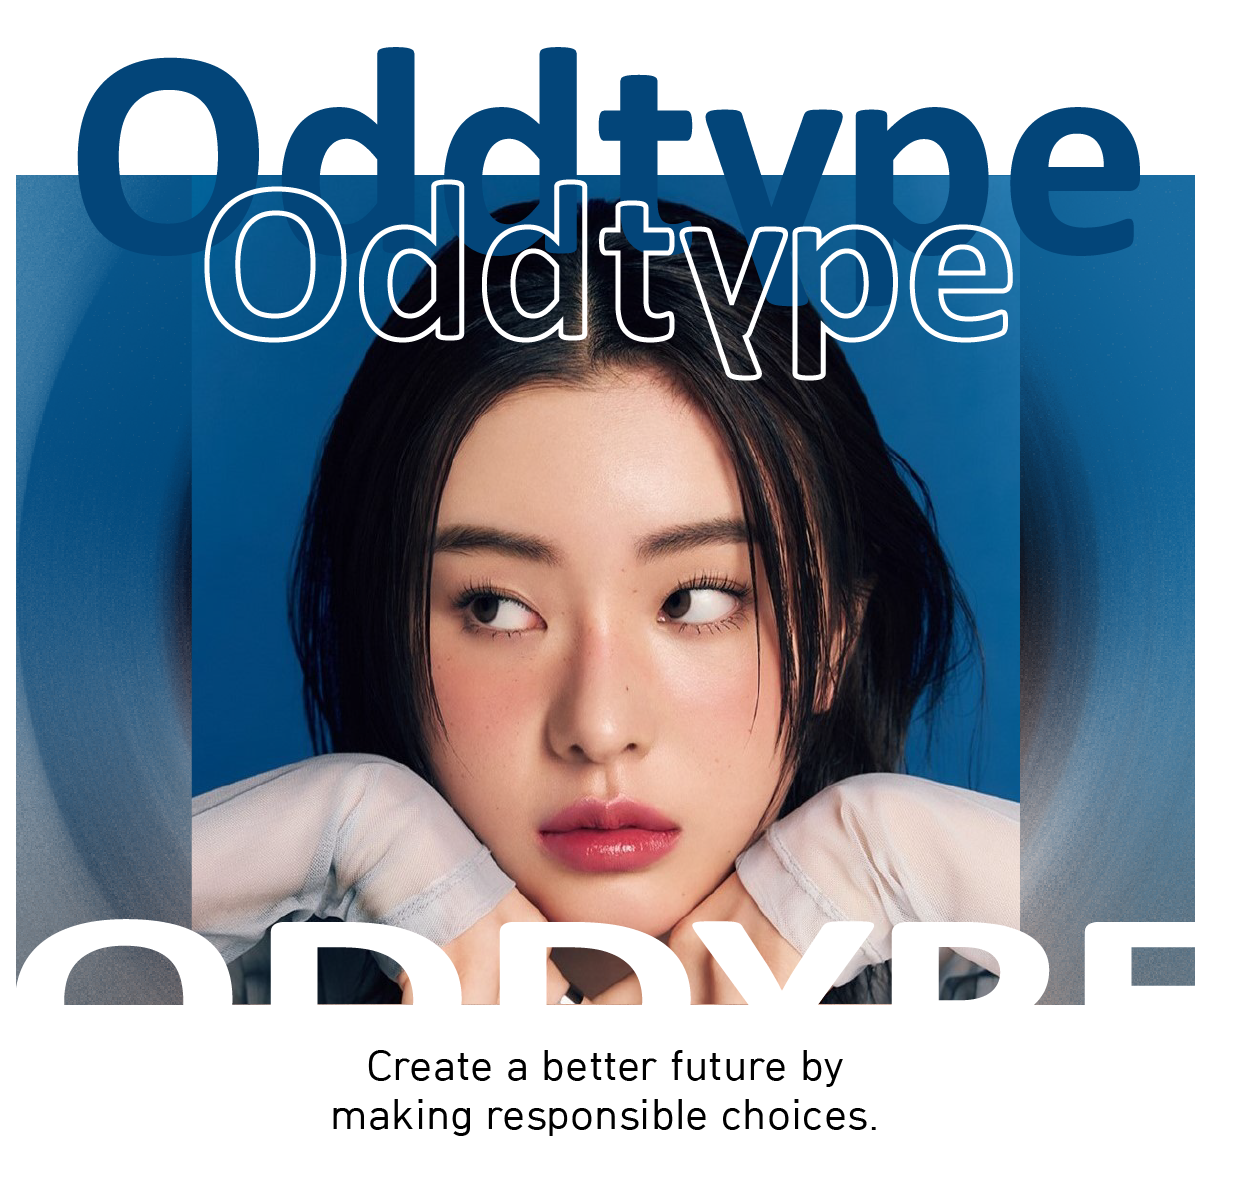 Oddtype
Oddtype
ODDYPE
Create a better future by
making responsible choices.